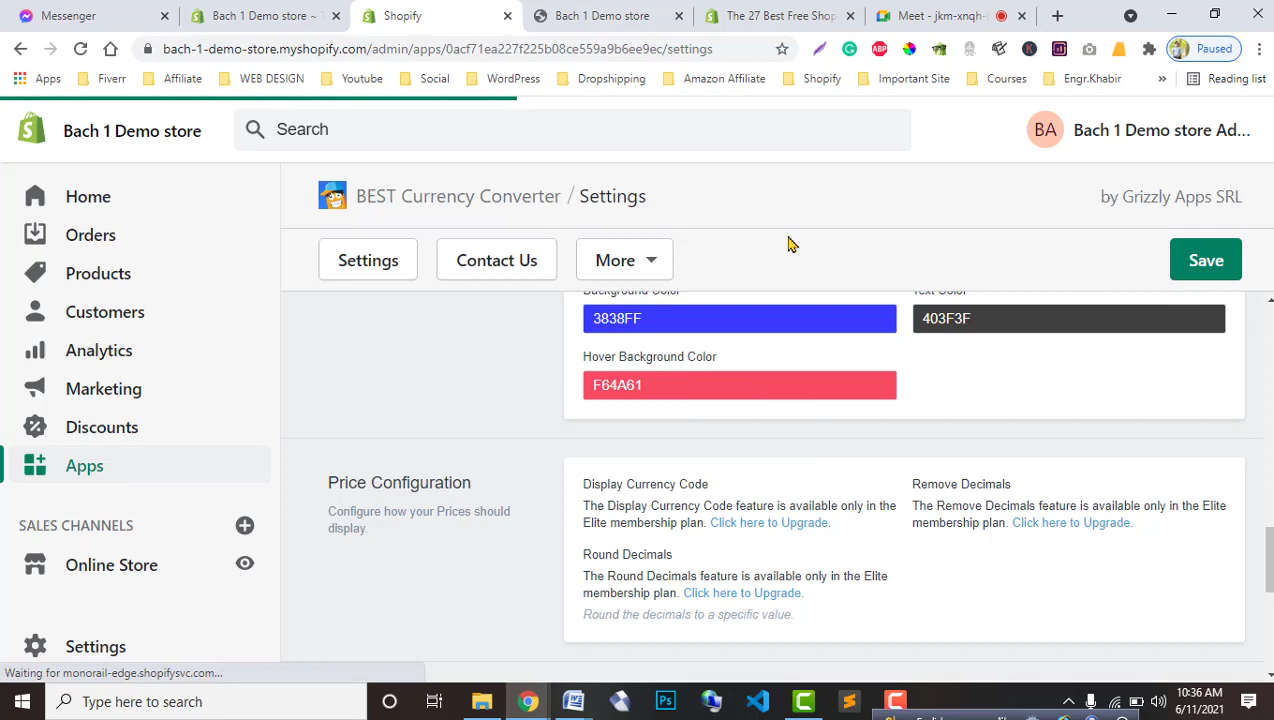 Messenger
Bach 1 Demo store ~
Shopify
Bach 1 Demo store
The 27 Best Free Shop
Meet - jkm-xnqh-
bach-1-demo-store.myshopify.com/admin/apps/0acf71ea227f225b08ce559a9b6ee9ec/settings
Paused
Apps
Fiverr
Affiliate
WEB DESIGN
Youtube
Social
WordPress
Dropshipping
Amazon Affiliate
Shopify
Important Site
Courses
Engr.Khabir
»
Reading list
Bach 1 Demo store
Search
BA
Bach 1 Demo store Ad...
Home
Orders
Products
Customers
Analytics
Marketing
Discounts
Apps
SALES CHANNELS
Online Store
Settings
BEST Currency Converter / Settings
by Grizzly Apps SRL
Settings
Contact Us
More
Save
Background Color
3838FF
Text Color
403F3F
Hover Background Color
F64A61
Price Configuration
Configure how your Prices should
display.
Display Currency Code
The Display Currency Code feature is available only in the
Elite membership plan. Click here to Upgrade.
Remove Decimals
The Remove Decimals feature is available only in the Elite
membership plan. Click here to Upgrade.
Round Decimals
The Round Decimals feature is available only in the Elite
membership plan. Click here to Upgrade.
Round the decimals to a specific value.
Waiting for monorail-edge.shopifysvc.com...
Type here to search
10:36 AM
6/11/2021